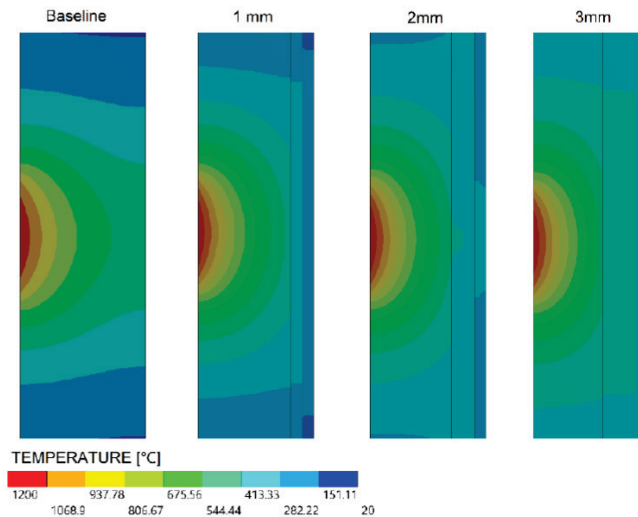 Baseline 1 mm 2mm 3mm
TEMPERATURE [°C]
1200 937.78 675.56 413.33 151.11
1068.9 806.67 544.44 282.22 20